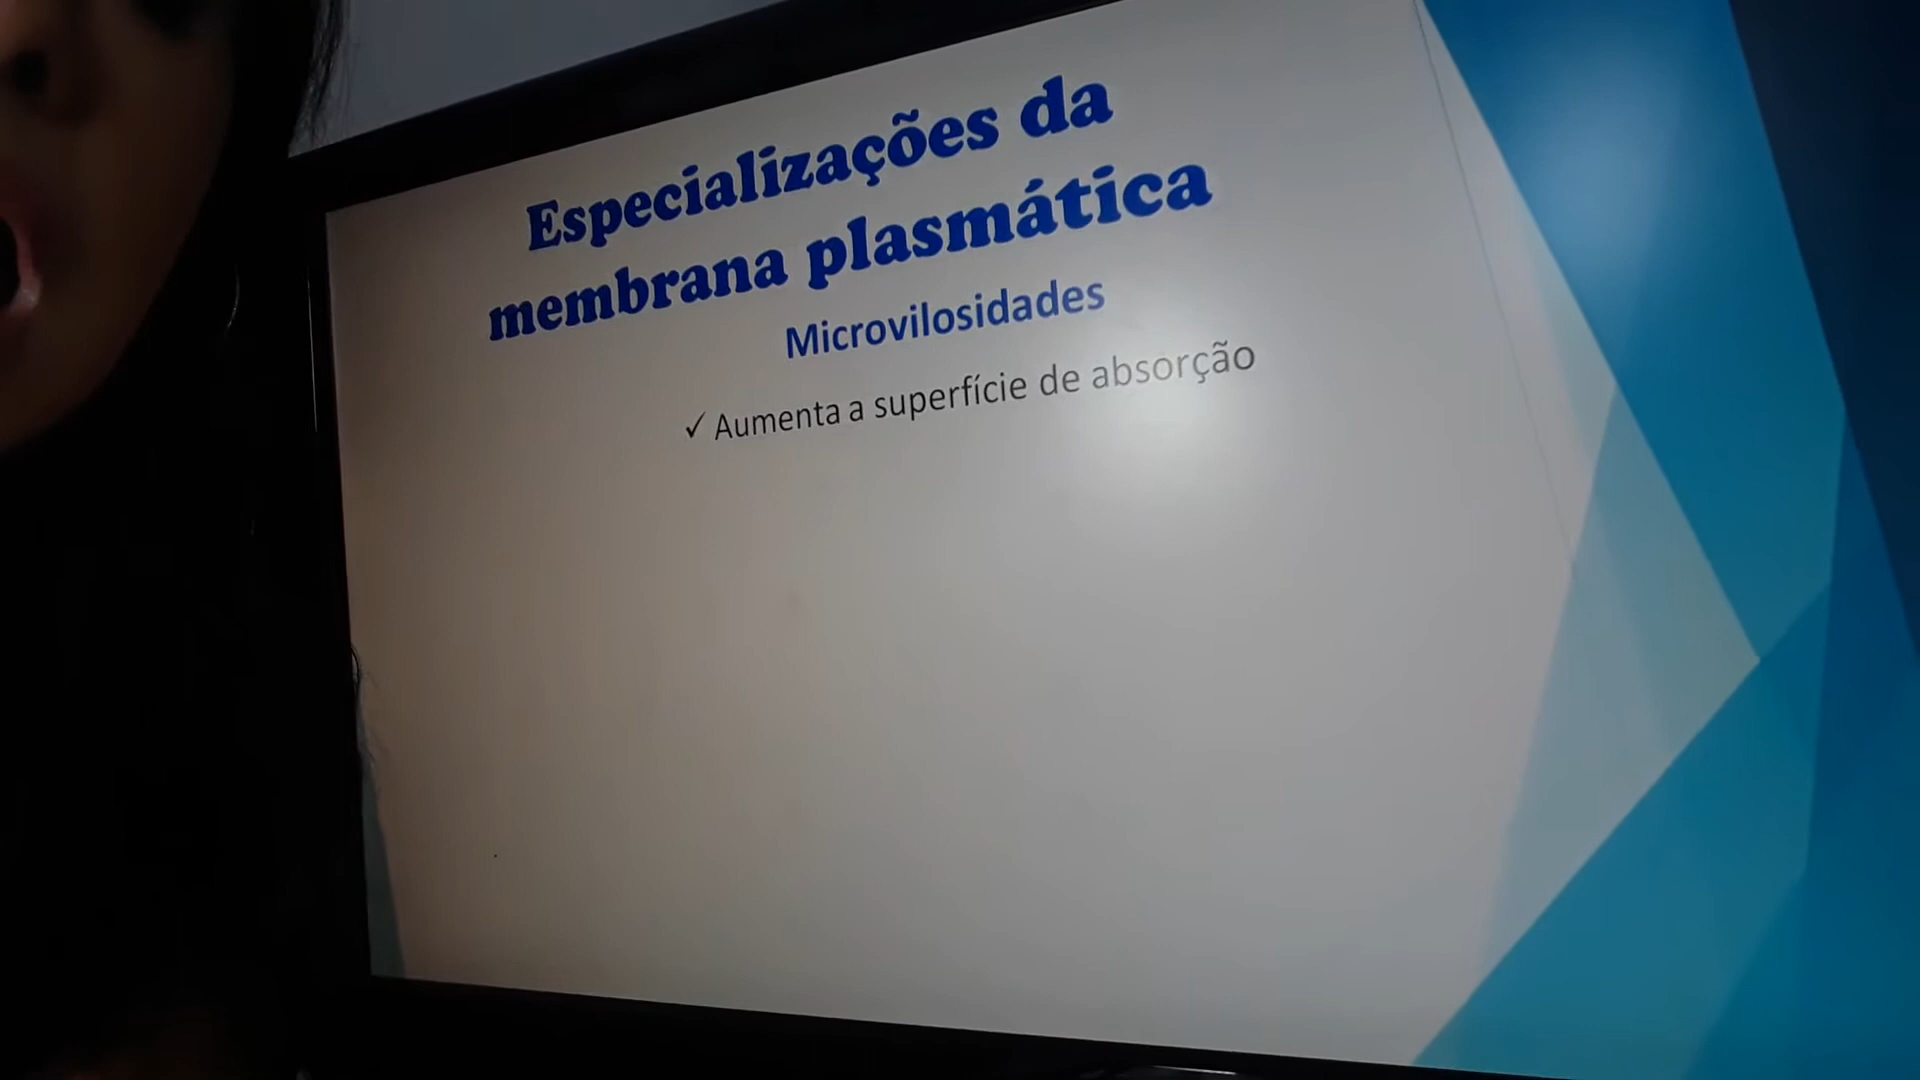 Especializações da
membrana plasmática
Microvilosidades
✓ Aumenta a superfície de absorção